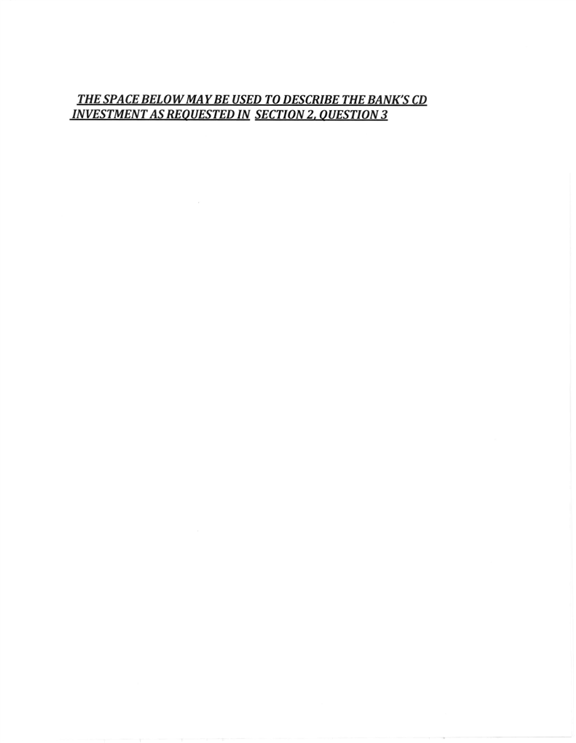 THE SPACE BELOW MAY BE USED TO DESCRIBE THE BANK'S CD
INVESTMENT AS REQUESTED IN SECTION 2, QUESTION 3